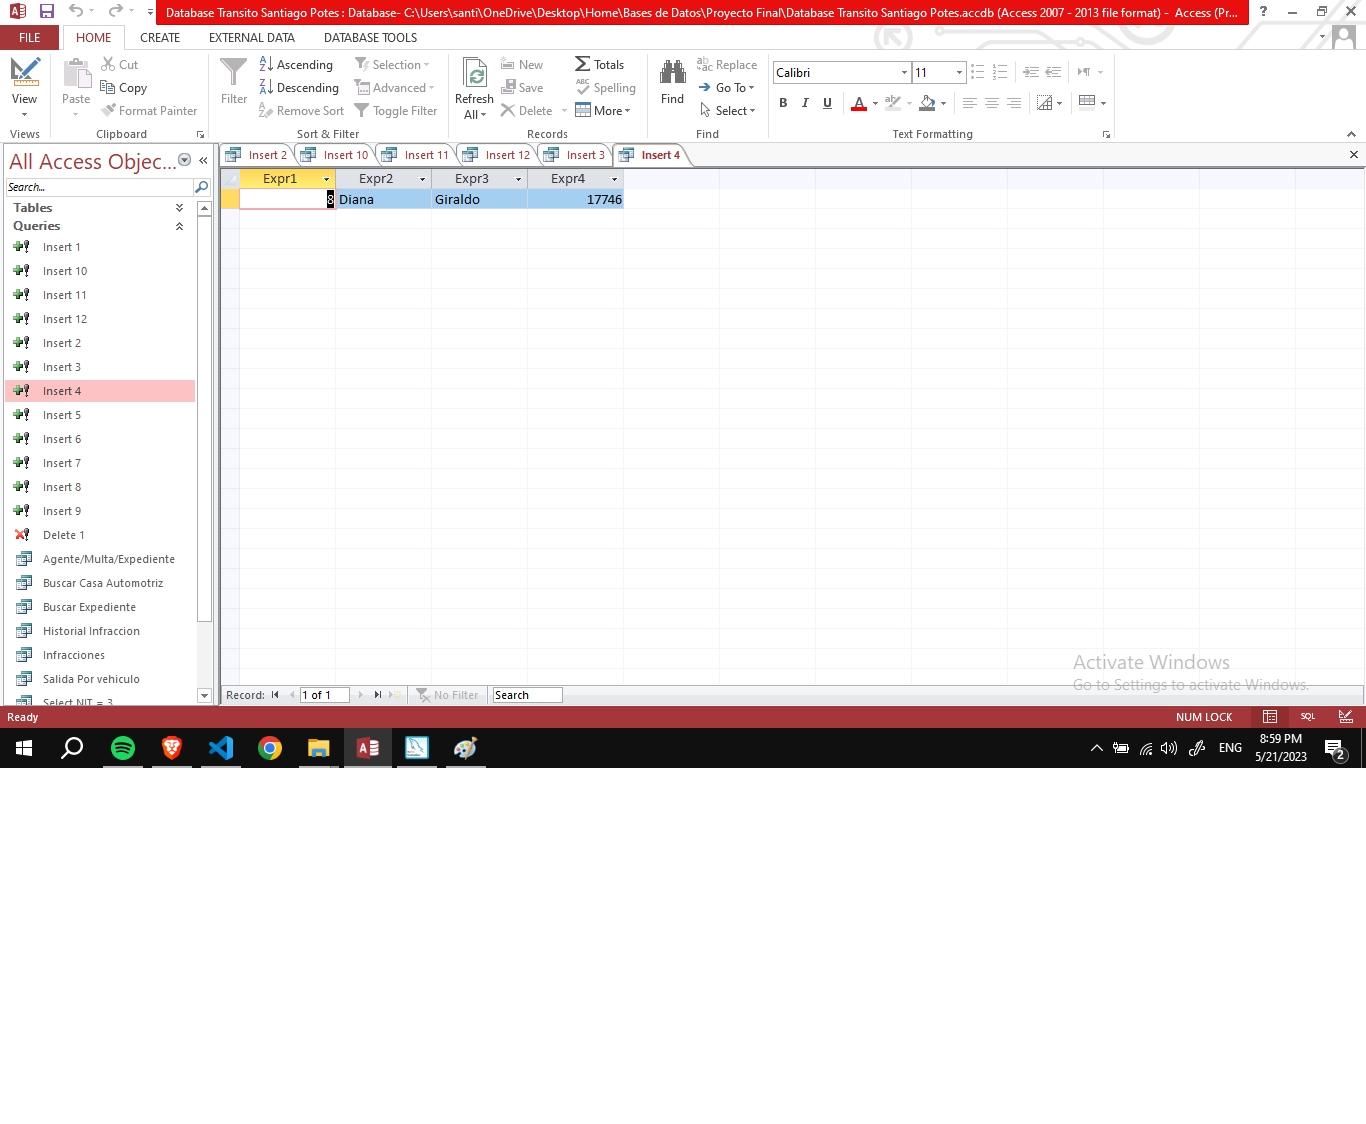 Database Transito Santiago Potes : Database- C:\Users\santi\OneDrive\Desktop\Home\Bases de Datos\Proyecto Final\Database Transito Santiago Potes.accdb (Access 2007 - 2013 file format) - Access (Pr...
FILE HOME CREATE EXTERNAL DATA DATABASE TOOLS
View
Views
Paste
Cut
Copy
Format Painter
Clipboard
Filter
Ascending
Descending
Remove Sort
Selection
Advanced
Toggle Filter
Sort & Filter
Refresh
All
New
Save
Delete
Totals
Spelling
More
Records
Find
Replace
Go To
Select
Find
Calibri 11
B I U A
Text Formatting
All Access Objec...
Search...
Tables
Queries
Insert 1
Insert 10
Insert 11
Insert 12
Insert 2
Insert 3
Insert 4
Insert 5
Insert 6
Insert 7
Insert 8
Insert 9
Delete 1
Agente/Multa/Expediente
Buscar Casa Automotriz
Buscar Expediente
Historial Infraccion
Infracciones
Salida Por vehiculo
Select NIT = 3
Insert 2 Insert 10 Insert 11 Insert 12 Insert 3 Insert 4
Expr1 Expr2 Expr3 Expr4
8 Diana Giraldo 17746
Activate Windows
Go to Settings to activate Windows.
Record: 1 of 1 No Filter Search
Ready NUM LOCK SQL
ENG
8:59 PM
5/21/2023
2